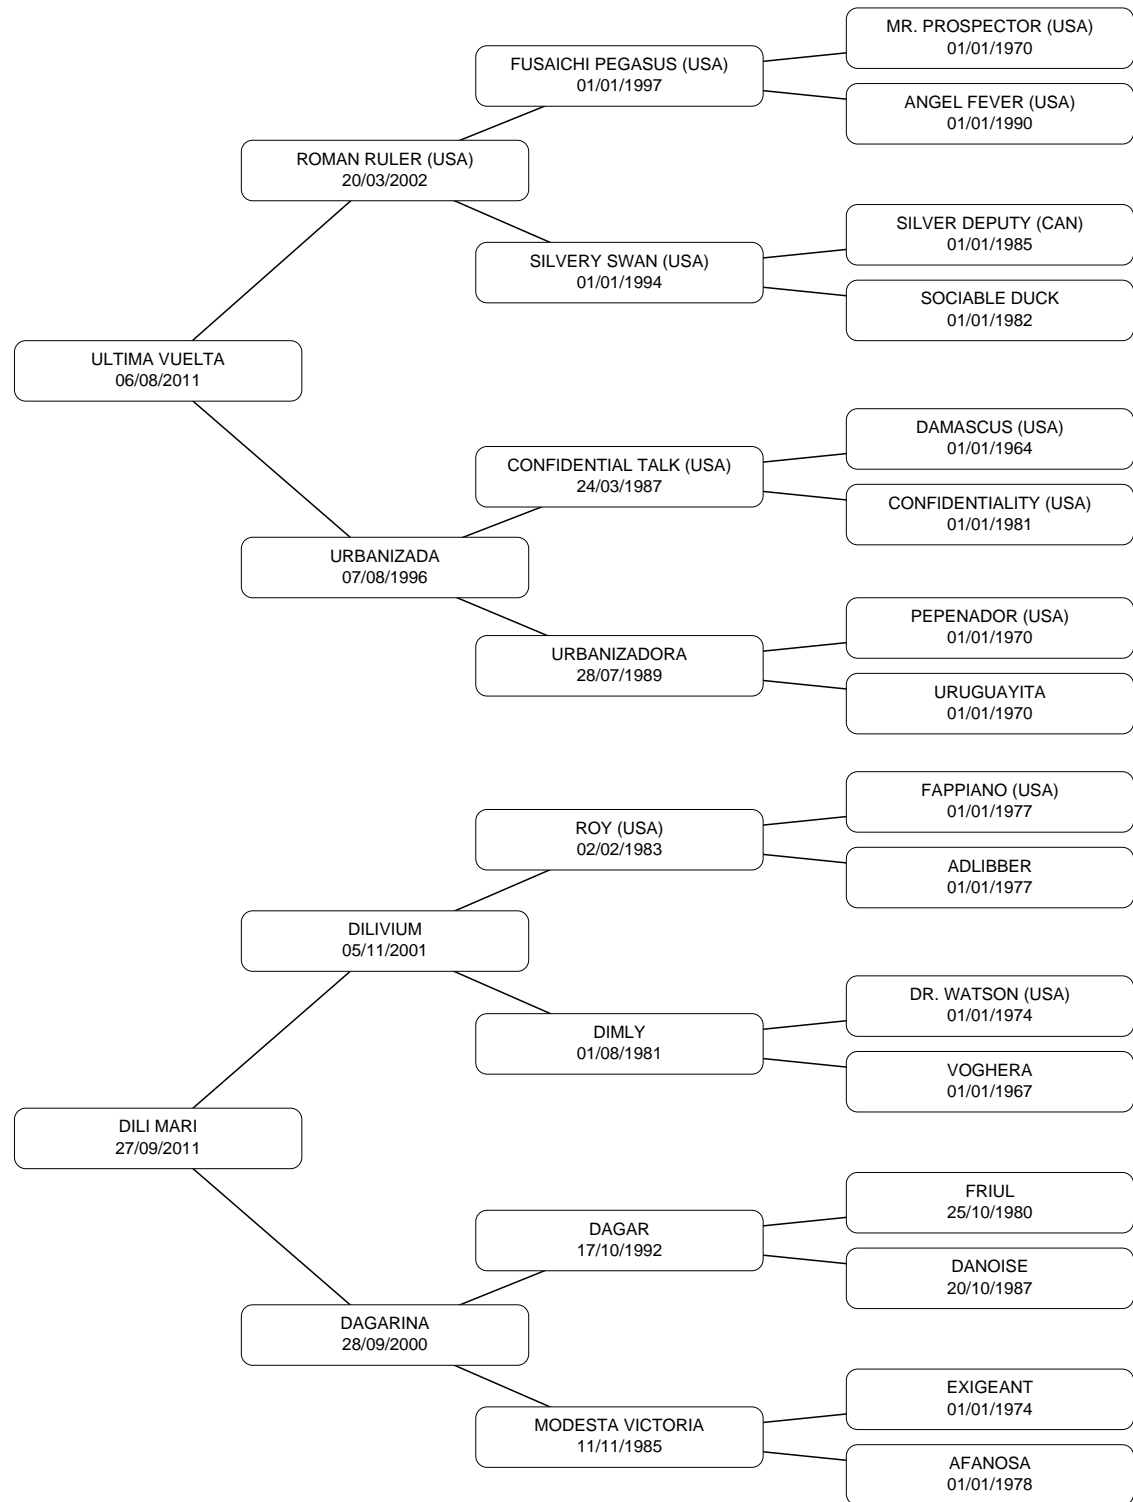 MR. PROSPECTOR (USA)
01/01/1970
FUSAICHI PEGASUS (USA)
01/01/1997
ANGEL FEVER (USA)
01/01/1990
ROMAN RULER (USA)
20/03/2002
SILVER DEPUTY (CAN)
01/01/1985
SILVERY SWAN (USA)
01/01/1994
SOCIABLE DUCK
01/01/1982
ULTIMA VUELTA
06/08/2011
DAMASCUS (USA)
01/01/1964
CONFIDENTIAL TALK (USA)
24/03/1987
CONFIDENTIALITY (USA)
01/01/1981
URBANIZADA
07/08/1996
PEPENADOR (USA)
01/01/1970
URBANIZADORA
28/07/1989
URUGUAYITA
01/01/1970
FAPPIANO (USA)
01/01/1977
ROY (USA)
02/02/1983
ADLIBBER
01/01/1977
DILIVIUM
05/11/2001
DR. WATSON (USA)
01/01/1974
DIMLY
01/08/1981
VOGHERA
01/01/1967
DILI MARI
27/09/2011
FRIUL
25/10/1980
DAGAR
17/10/1992
DANOISE
20/10/1987
DAGARINA
28/09/2000
EXIGEANT
01/01/1974
MODESTA VICTORIA
11/11/1985
AFANOSA
01/01/1978